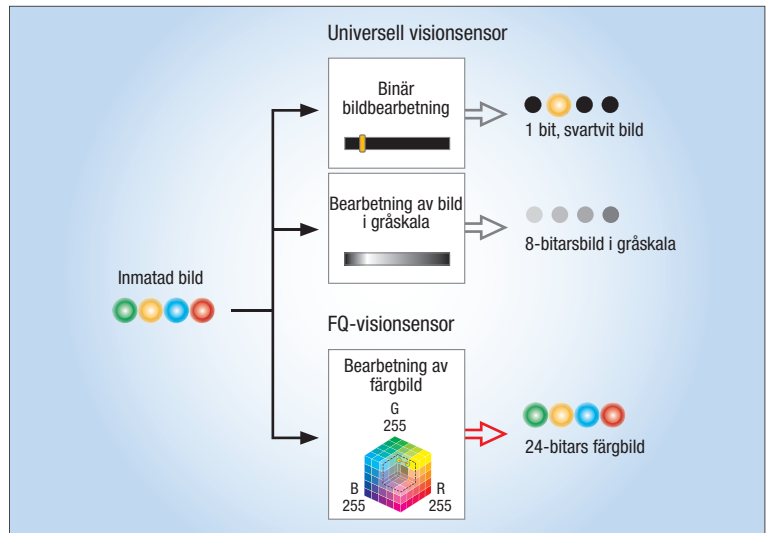 Universell visionsensor
Binär
bildbearbetning
1 bit, svartvit bild
Bearbetning av bild
i gråskala
8-bitarsbild i gråskala
Inmatad bild
FQ-visionsensor
Bearbetning av
färgbild
G
255
B
255
R
255
24-bitars färgbild